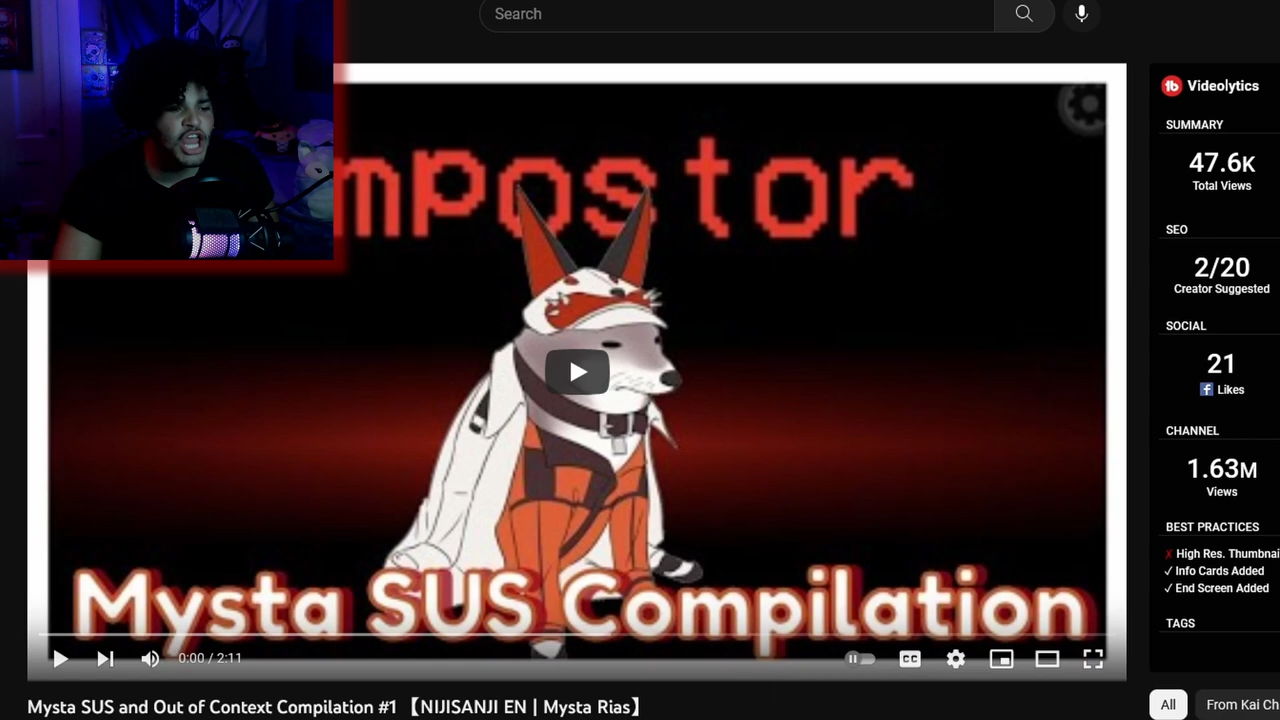 Search
mpostor
Mysta SUS Compilation
0:00 / 2:11
CC
Mysta SUS and Out of Context Compilation #1 【NIJISANJI EN | Mysta Rias】
tb Videolytics
SUMMARY
47.6K
Total Views
SEO
2/20
Creator Suggested
SOCIAL
21
f Likes
CHANNEL
1.63M
Views
BEST PRACTICES
✗ High Res. Thumbnai
✓ Info Cards Added
✓ End Screen Added
TAGS
All
From Kai Ch